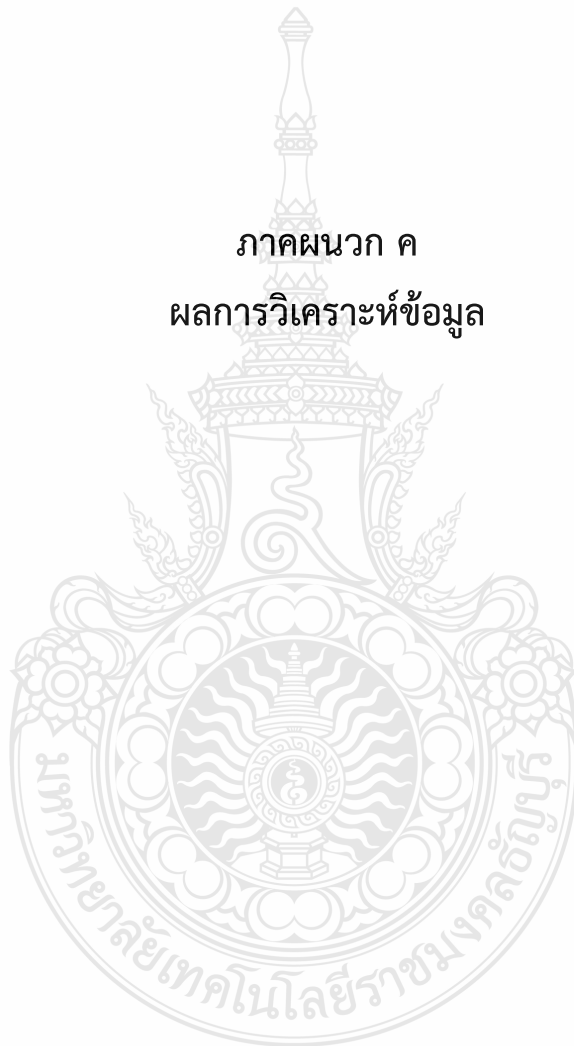 ภาคผนวก ค
ผลการวิเคราะห์ข้อมูล
มหาวิทยาลัยเทคโนโลยีราชมงคลธัญบุรี